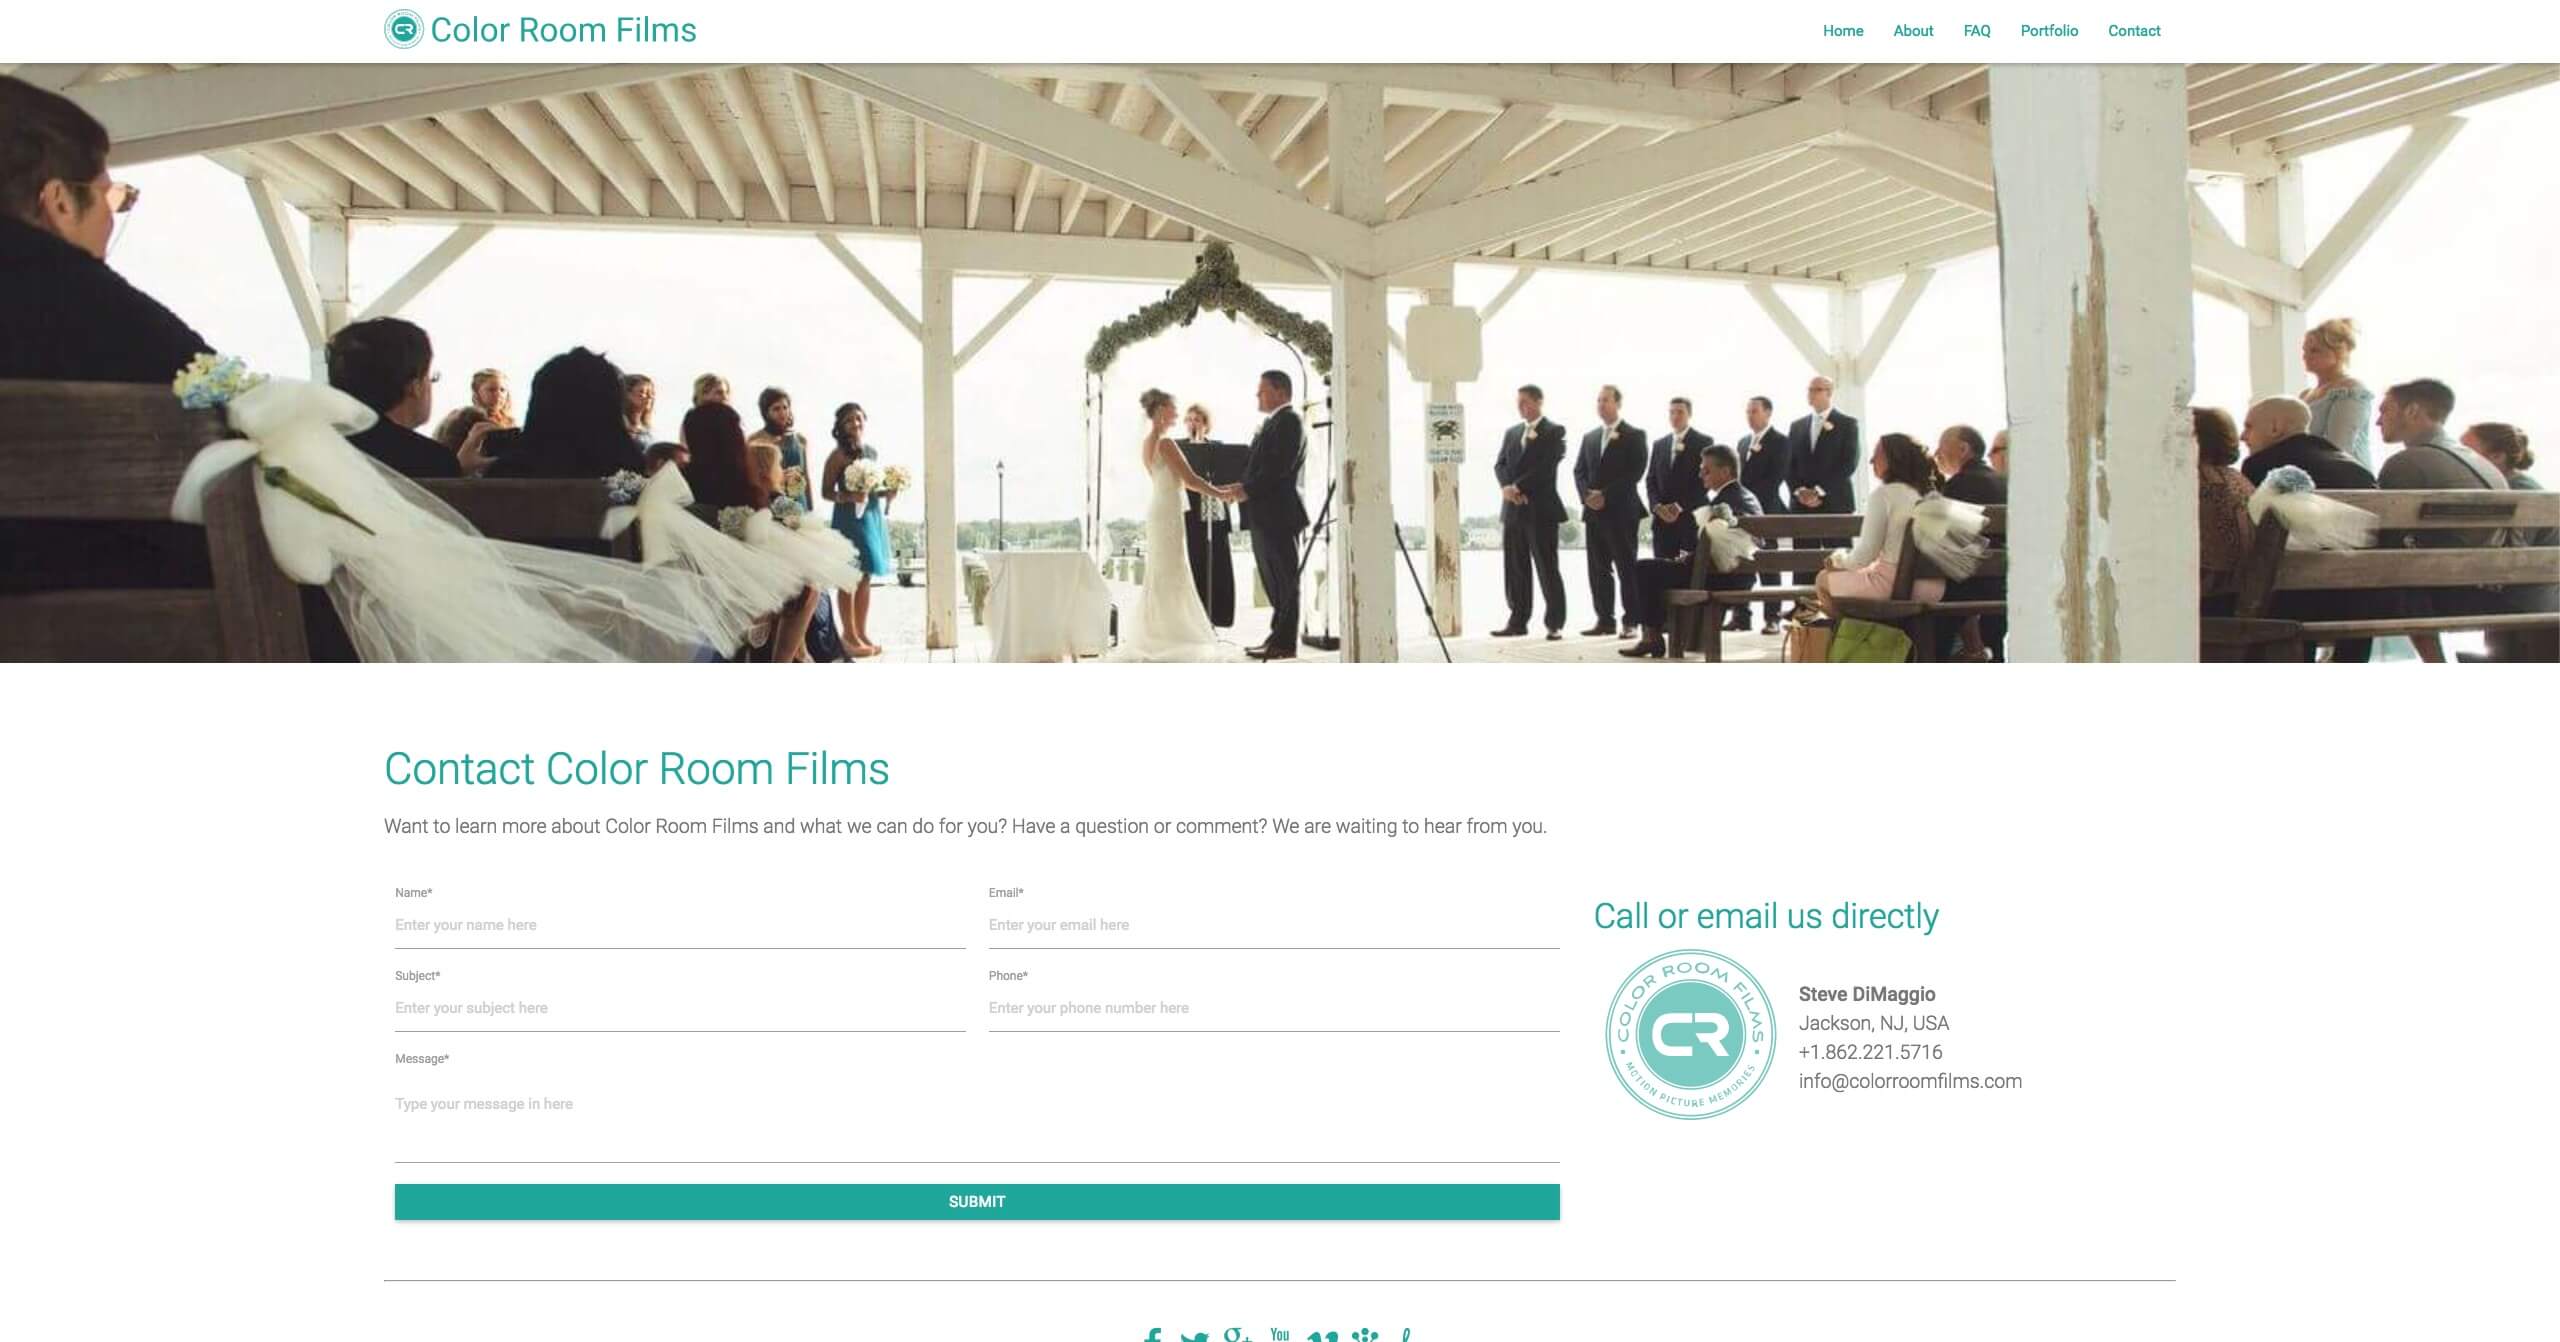 Color Room Films
Home About FAQ Portfolio Contact
Contact Color Room Films
Want to learn more about Color Room Films and what we can do for you? Have a question or comment? We are waiting to hear from you.
Name*
Enter your name here
Email*
Enter your email here
Subject*
Enter your subject here
Phone*
Enter your phone number here
Message*
Type your message in here
SUBMIT
Call or email us directly
COLOR ROOM FILMS
CR
MOTION PICTURE MEMORIES
Steve DiMaggio
Jackson, NJ, USA
+1.862.221.5716
info@colorroomfilms.com
You